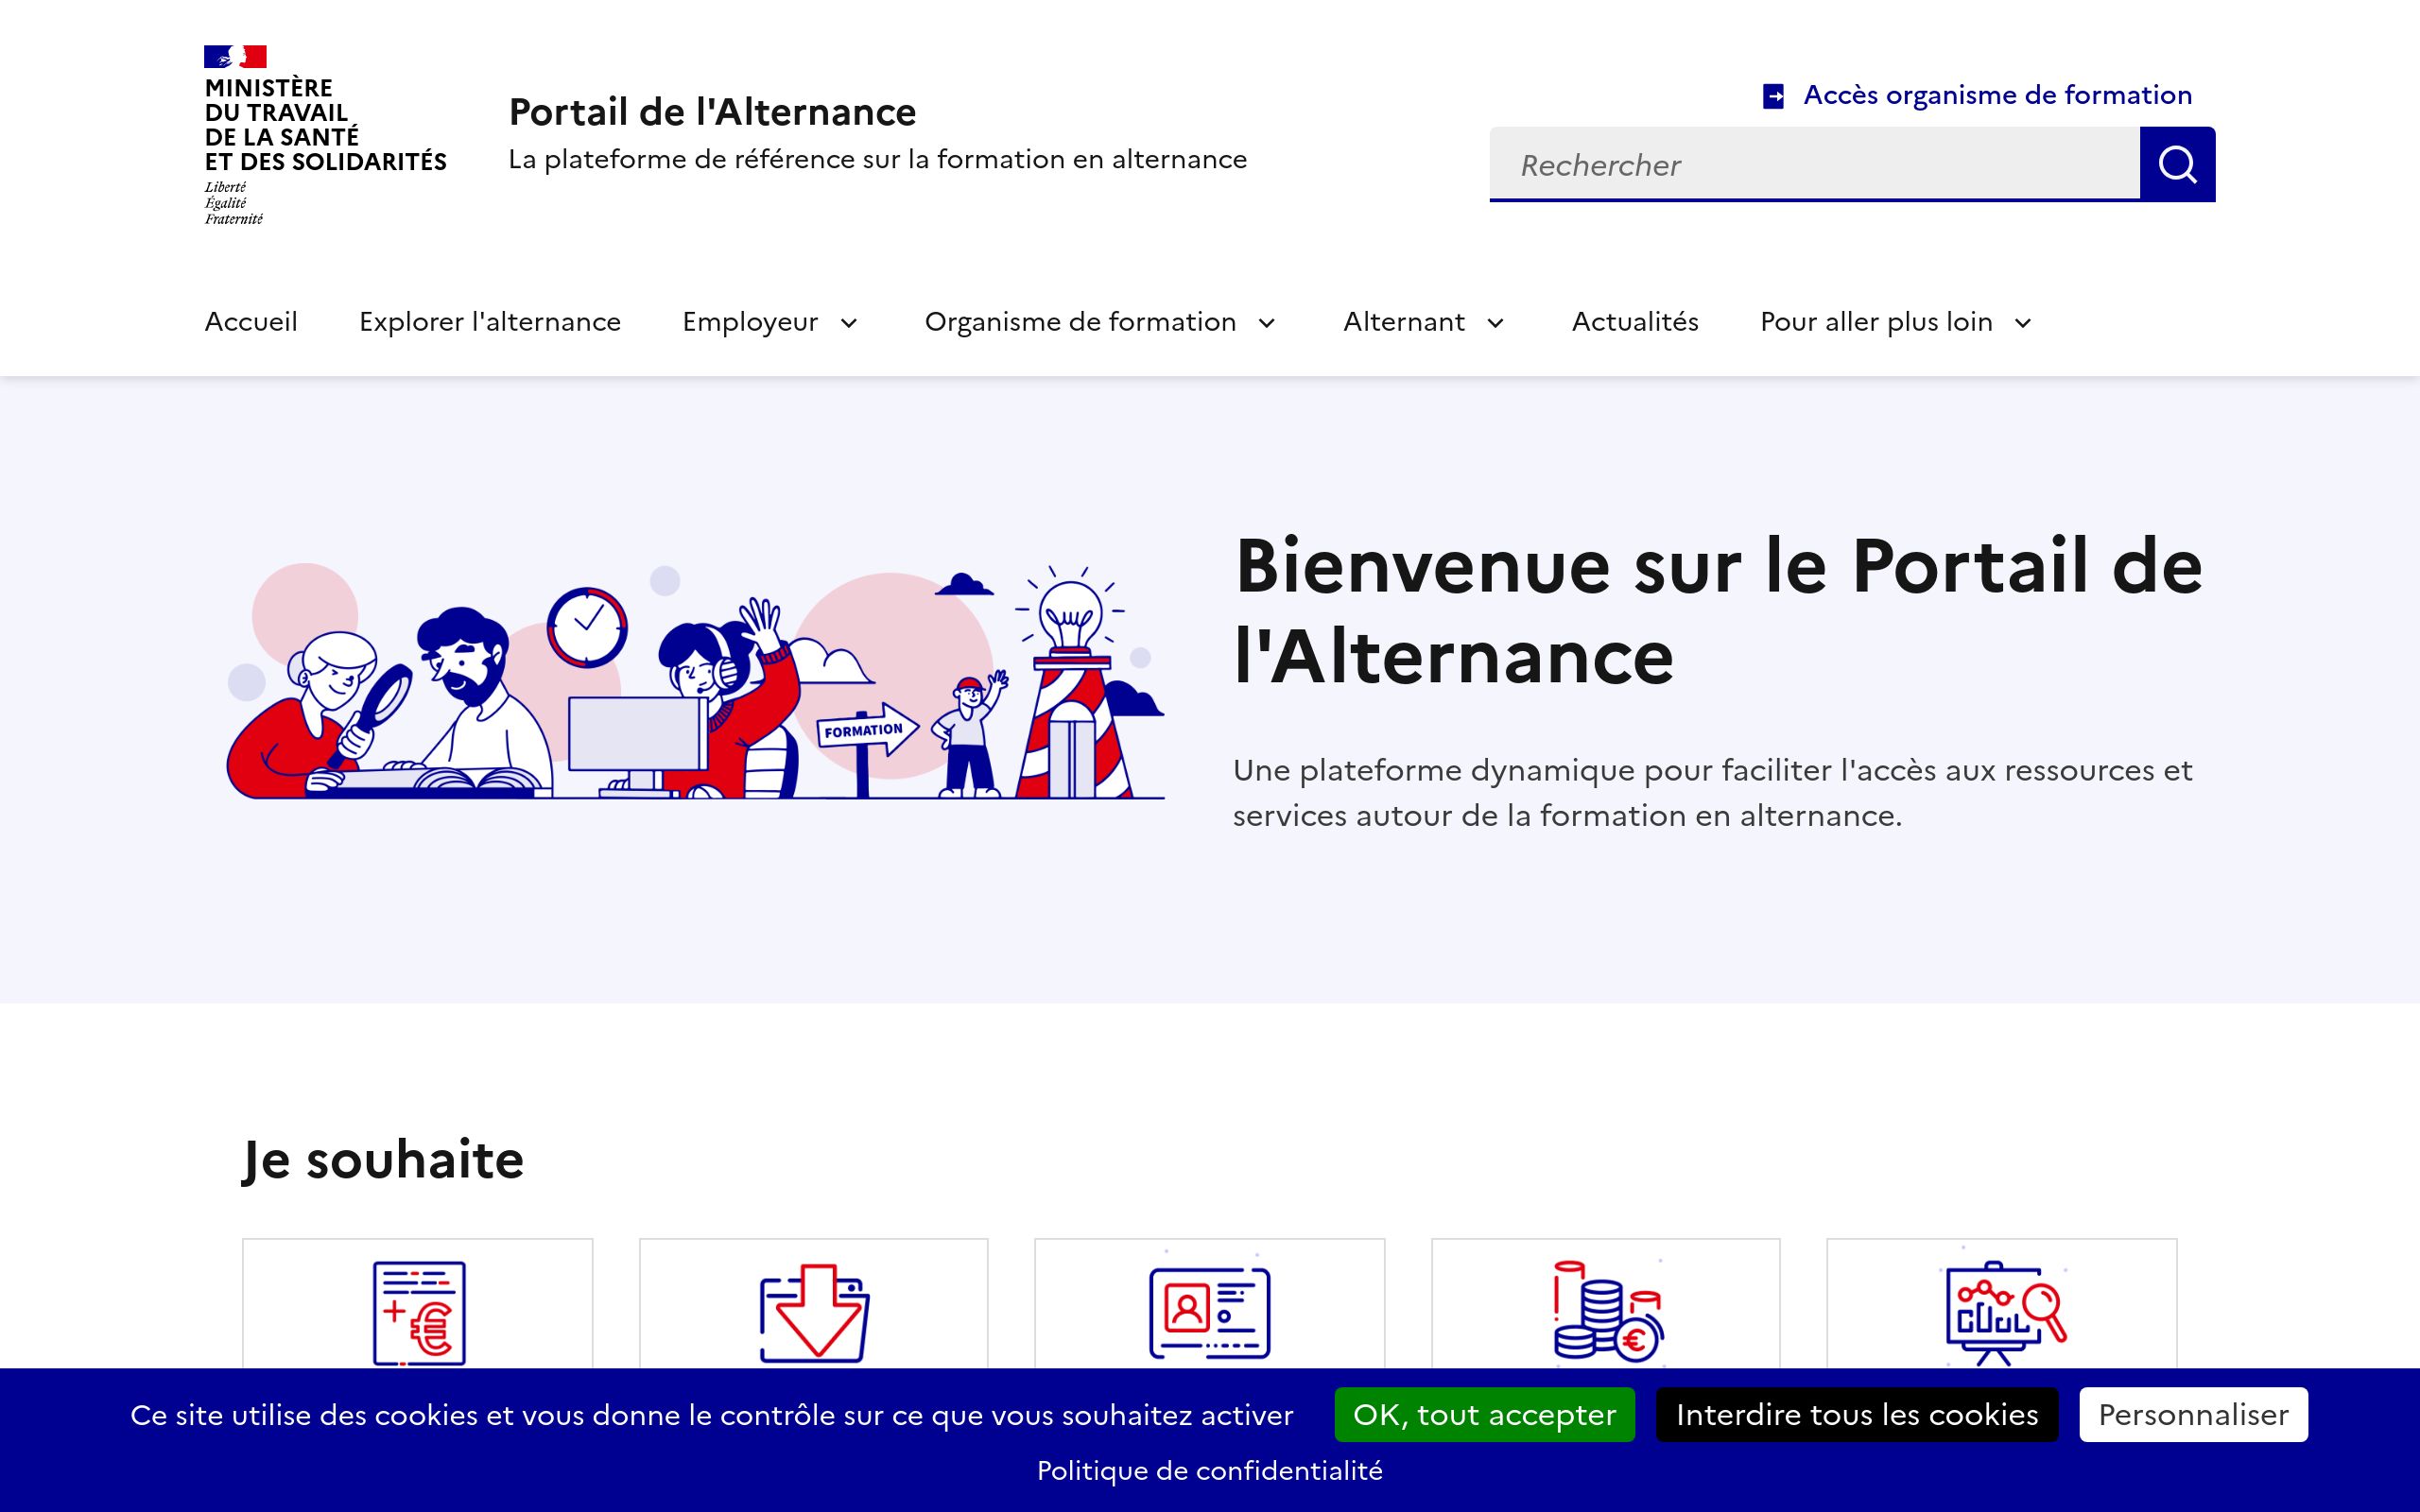 MINISTÈRE
DU TRAVAIL
DE LA SANTÉ
ET DES SOLIDARITÉS
Liberté
Égalité
Fraternité
Portail de l'Alternance
La plateforme de référence sur la formation en alternance
Accès organisme de formation
Rechercher
Accueil
Explorer l'alternance
Employeur
Organisme de formation
Alternant
Actualités
Pour aller plus loin
FORMATION
Bienvenue sur le Portail de
l'Alternance
Une plateforme dynamique pour faciliter l'accès aux ressources et
services autour de la formation en alternance.
Je souhaite
Ce site utilise des cookies et vous donne le contrôle sur ce que vous souhaitez activer
OK, tout accepter
Interdire tous les cookies
Personnaliser
Politique de confidentialité